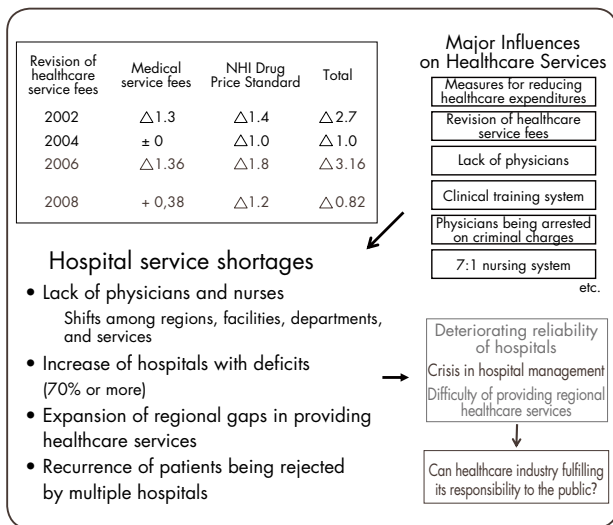 Revision of
healthcare
service fees
Medical
service fees
NHI Drug
Price Standard
Total
2002 △1.3 △1.4 △2.7
2004 ± 0 △1.0 △1.0
2006 △1.36 △1.8 △3.16
2008 + 0,38 △1.2 △0.82
Major Influences
on Healthcare Services
Measures for reducing
healthcare expenditures
Revision of healthcare
service fees
Lack of physicians
Clinical training system
Physicians being arrested
on criminal charges
7:1 nursing system
etc.
Hospital service shortages
• Lack of physicians and nurses
Shifts among regions, facilities, departments,
and services
• Increase of hospitals with deficits
(70% or more)
• Expansion of regional gaps in providing
healthcare services
• Recurrence of patients being rejected
by multiple hospitals
Deteriorating reliability
of hospitals
Crisis in hospital management
Difficulty of providing regional
healthcare services
Can healthcare industry fulfilling
its responsibility to the public?